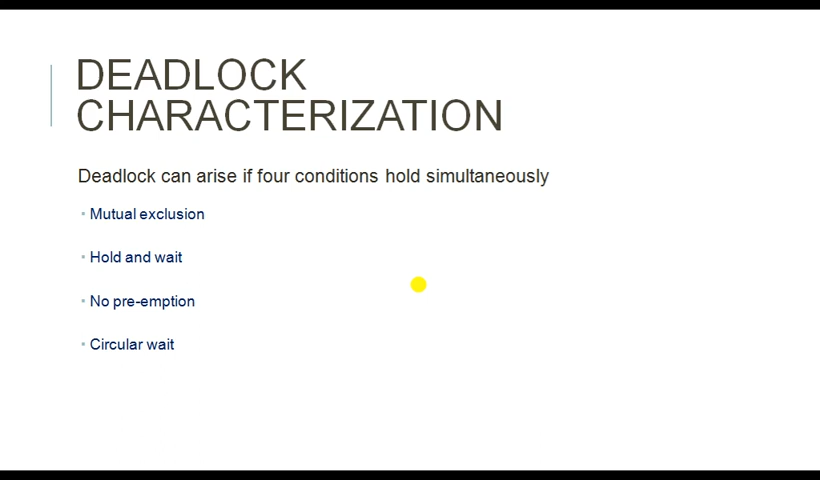 DEADLOCK
CHARACTERIZATION
Deadlock can arise if four conditions hold simultaneously
▪ Mutual exclusion
▪ Hold and wait
▪ No pre-emption
▪ Circular wait